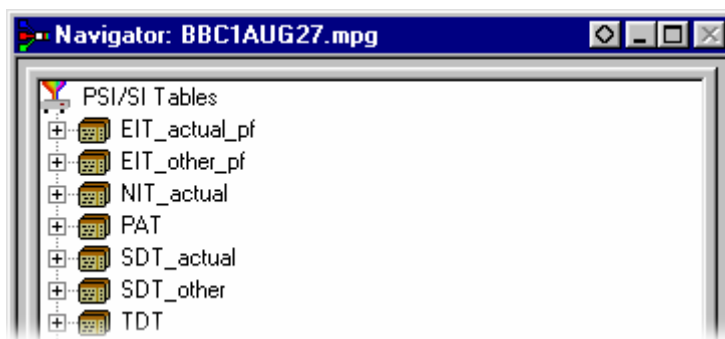 Navigator: BBC1AUG27.mpg
PSI/SI Tables
EIT_actual_pf
EIT_other_pf
NIT_actual
PAT
SDT_actual
SDT_other
TDT